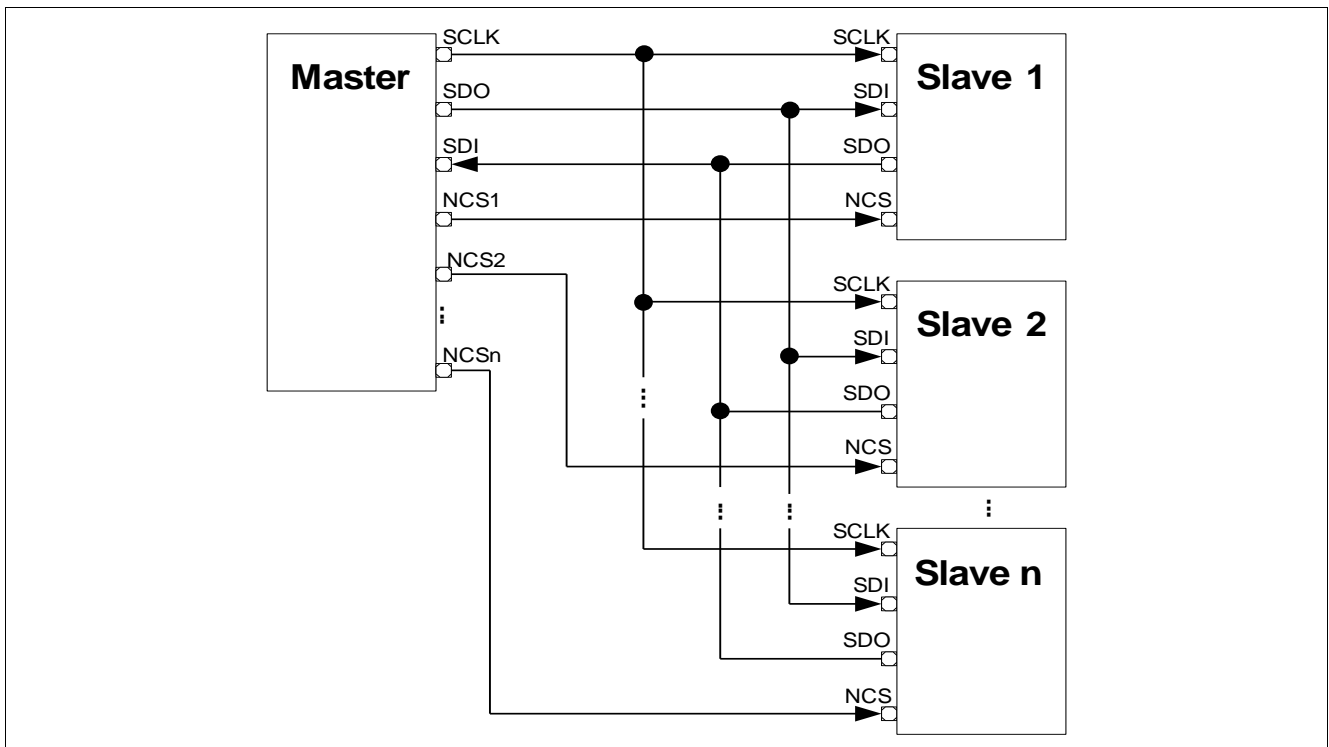 Master
SCLK
SDO
SDI
NCS1
NCS2
⋮
NCSn
⋮
⋮
⋮
SCLK
Slave 1
SDI
SDO
NCS
SCLK
Slave 2
SDI
SDO
NCS
⋮
SCLK
Slave n
SDI
SDO
NCS